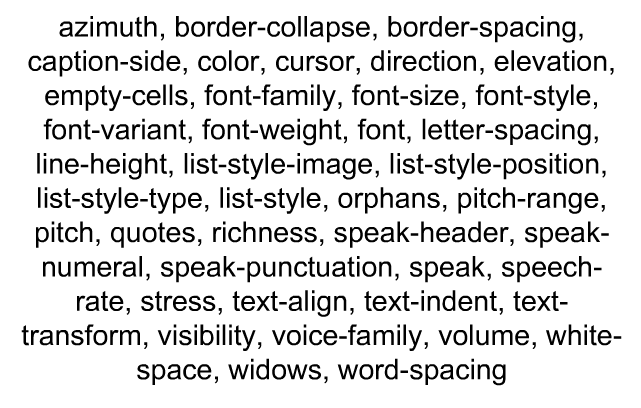 azimuth, border-collapse, border-spacing,
caption-side, color, cursor, direction, elevation,
empty-cells, font-family, font-size, font-style,
font-variant, font-weight, font, letter-spacing,
line-height, list-style-image, list-style-position,
list-style-type, list-style, orphans, pitch-range,
pitch, quotes, richness, speak-header, speak-
numeral, speak-punctuation, speak, speech-
rate, stress, text-align, text-indent, text-
transform, visibility, voice-family, volume, white-
space, widows, word-spacing